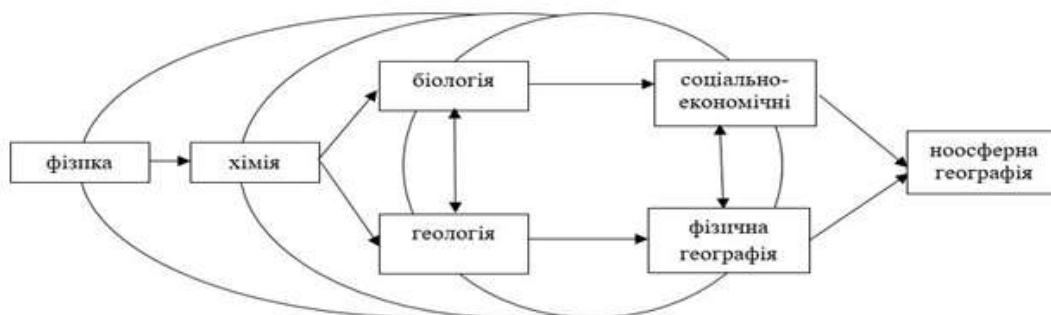 біологія
соціально-
економічні
фізика
хімія
ноосферна
географія
геологія
фізична
географія